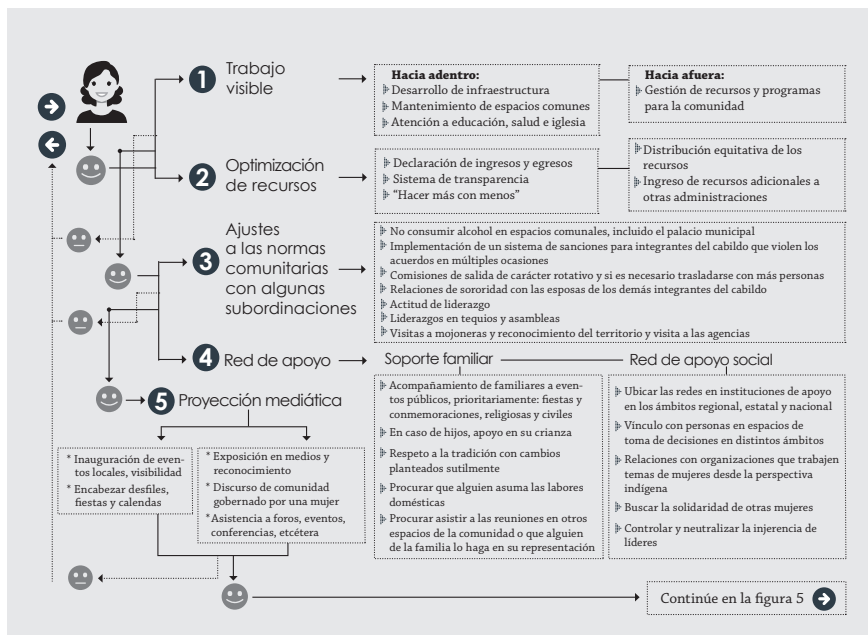 1 Trabajo
visible
Hacia adentro:
Desarrollo de infraestructura
Mantenimiento de espacios comunes
Atención a educación, salud e iglesia
Hacia afuera:
Gestión de recursos y programas
para la comunidad
2 Optimización
de recursos
Declaración de ingresos y egresos
Sistema de transparencia
“Hacer más con menos”
Distribución equitativa de los
recursos
Ingreso de recursos adicionales a
otras administraciones
3 Ajustes
a las normas
comunitarias
con algunas
subordinaciones
No consumir alcohol en espacios comunales, incluido el palacio municipal
Implementación de un sistema de sanciones para integrantes del cabildo que violen los
acuerdos en múltiples ocasiones
Comisiones de salida de carácter rotativo y si es necesario trasladarse con más personas
Relaciones de sororidad con las esposas de los demás integrantes del cabildo
Actitud de liderazgo
Liderazgos en tequios y asambleas
Visitas a mojoneras y reconocimiento del territorio y visita a las agencias
4 Red de apoyo
Soporte familiar
Acompañamiento de familiares a even-
tos públicos, prioritariamente: fiestas y
conmemoraciones, religiosas y civiles
En caso de hijos, apoyo en su crianza
Respeto a la tradición con cambios
planteados sutilmente
Procurar que alguien asuma las labores
domésticas
Procurar asistir a las reuniones en otros
espacios de la comunidad o que alguien
de la familia lo haga en su representación
Red de apoyo social
Ubicar las redes en instituciones de apoyo
en los ámbitos regional, estatal y nacional
Vínculo con personas en espacios de
toma de decisiones en distintos ámbitos
Relaciones con organizaciones que trabajen
temas de mujeres desde la perspectiva
indígena
Buscar la solidaridad de otras mujeres
Controlar y neutralizar la injerencia de
líderes
5 Proyección mediática
* Inauguración de even-
tos locales, visibilidad
* Encabezar desfiles,
fiestas y calendas
* Exposición en medios y
reconocimiento
* Discurso de comunidad
gobernado por una mujer
* Asistencia a foros, eventos,
conferencias, etcétera
Continúe en la figura 5